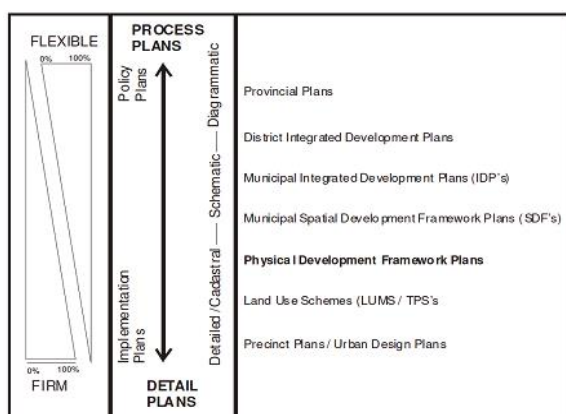 FLEXIBLE
0% 100%
0% 100%
FIRM
PROCESS
PLANS
Policy
Plans
Implementation
Plans
Detailed / Cadastral — Schematic — Diagrammatic
DETAIL
PLANS
Provincial Plans
District Integrated Development Plans
Municipal Integrated Development Plans (IDP's)
Municipal Spatial Development Framework Plans (SDF's)
Physical Development Framework Plans
Land Use Schemes (LUMS / TPS's
Precinct Plans / Urban Design Plans